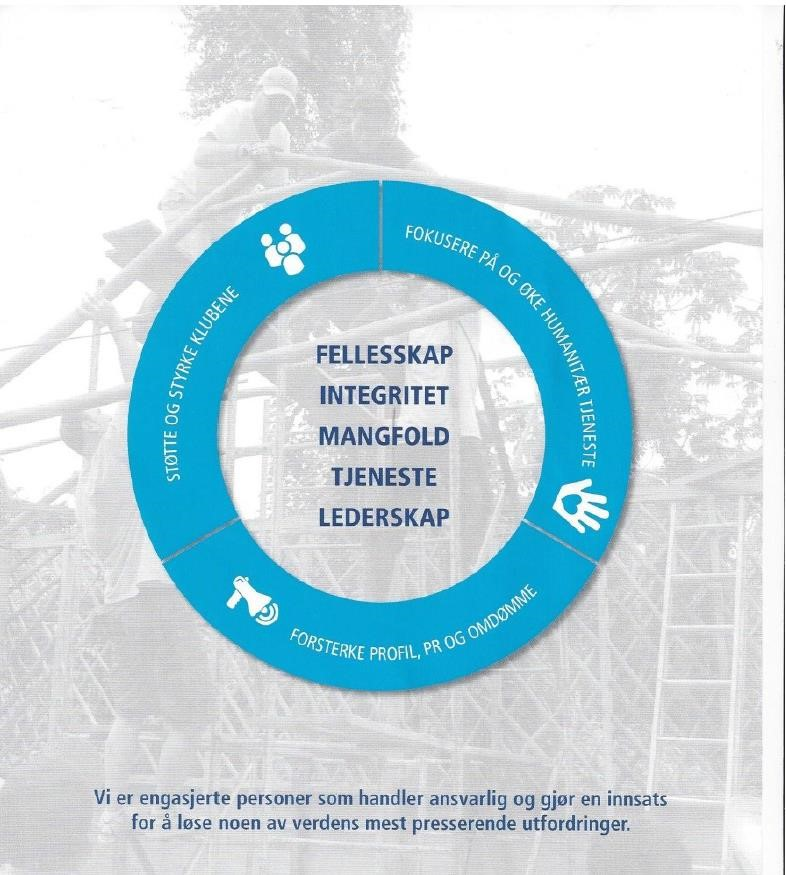 FOKUSERE PÅ OG ØKE HUMANITÆR TJENESTE
STØTTE OG STYRKE KLUBENE
FELLESSKAP
INTEGRITET
MANGFOLD
TJENESTE
LEDERSKAP
FORSTERKE PROFIL, PR OG OMDØMME
Vi er engasjerte personer som handler ansvarlig og gjør en innsats
for å løse noen av verdens mest presserende utfordringer.